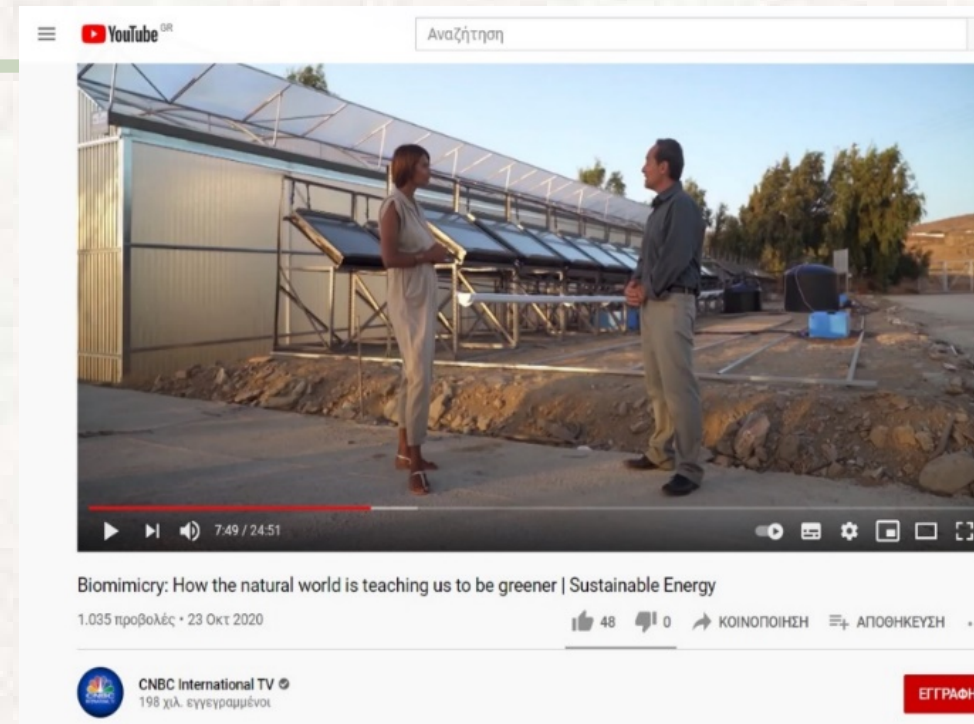 YouTube GR
Αναζήτηση
7:49 / 24:51
Biomimicry: How the natural world is teaching us to be greener | Sustainable Energy
1.035 προβολές • 23 Οκτ 2020
48 0 ΚΟΙΝΟΠΟΙΗΣΗ ΑΠΟΘΗΚΕΥΣΗ
CNBC International TV
198 χιλ. εγγεγραμμένοι
ΕΓΓΡΑΦΗ